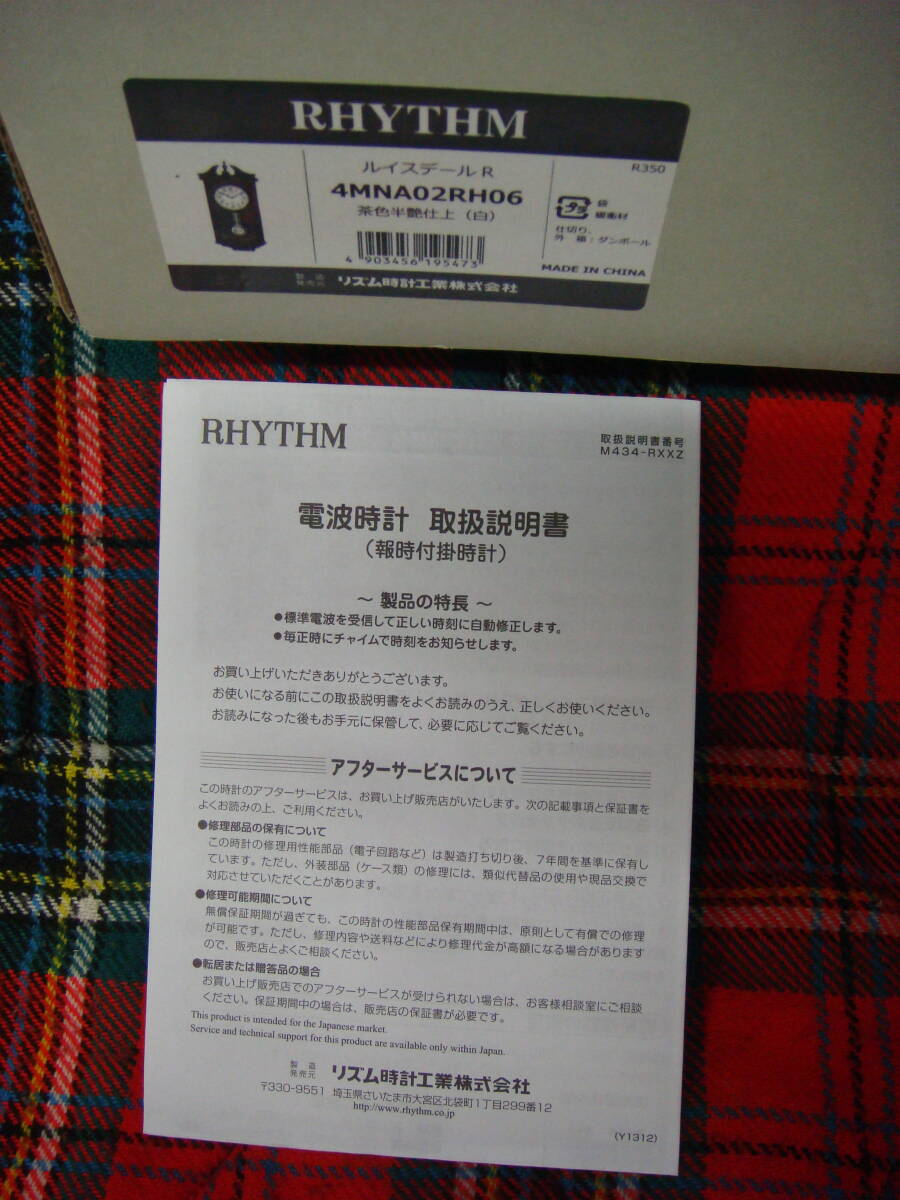 RHYTHM
ルイスデール R
4MNA02RH06
茶色半艶仕上（白）
4 903456 195473
R350
プラ
袋
緩衝材
仕切り、
外 箱：ダンボール
MADE IN CHINA
製 造
発売元
リズム時計工業株式会社
RHYTHM
取扱説明書番号
M434-RXXZ
電波時計 取扱説明書
（報時付掛時計）
～ 製品の特長 ～
●標準電波を受信して正しい時刻に自動修正します。
●毎正時にチャイムで時刻をお知らせします。
お買い上げいただきありがとうございます。
お使いになる前にこの取扱説明書をよくお読みのうえ、正しくお使いください。
お読みになった後もお手元に保管して、必要に応じてご覧ください。
アフターサービスについて
この時計のアフターサービスは、お買い上げ販売店がいたします。次の記載事項と保証書を
よくお読みの上、ご利用ください。
●修理部品の保有について
この時計の修理用性能部品（電子回路など）は製造打ち切り後、7年間を基準に保有し
ています。ただし、外装部品（ケース類）の修理には、類似代替品の使用や現品交換で
対応させていただくことがあります。
●修理可能期間について
無償保証期間が過ぎても、この時計の性能部品保有期間中は、原則として有償での修理
が可能です。ただし、修理内容や送料などにより修理代金が高額になる場合があります
ので、販売店とよくご相談ください。
●転居または贈答品の場合
お買い上げ販売店でのアフターサービスが受けられない場合は、お客様相談室にご相談
ください。保証期間中の場合は、販売店の保証書が必要です。
This product is intended for the Japanese market.
Service and technical support for this product are available only within Japan.
製 造
発売元
リズム時計工業株式会社
〒330-9551 埼玉県さいたま市大宮区北袋町1丁目299番12
http://www.rhythm.co.jp
(Y1312)